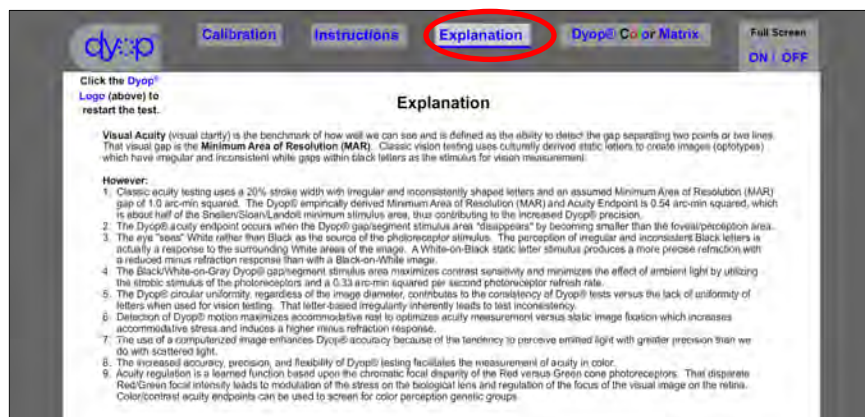 dyop
Calibration
Instructions
Explanation
Dyop® Color Matrix
Full Screen
ON | OFF
Click the Dyop®
Logo (above) to
restart the test.
Explanation
Visual Acuity (visual clarity) is the benchmark of how well we can see and is defined as the ability to detect the gap separating two points or two lines.
That visual gap is the Minimum Area of Resolution (MAR). Classic vision testing uses culturally derived static letters to create images (optotypes)
which have irregular and inconsistent white gaps within black letters as the stimulus for vision measurement.
However:
1. Classic acuity testing uses a 20% stroke width with irregular and inconsistently shaped letters and an assumed Minimum Area of Resolution (MAR)
gap of 1.0 arc-min squared. The Dyop® empirically derived Minimum Area of Resolution (MAR) and Acuity Endpoint is 0.54 arc-min squared, which
is about half of the Snellen/Sloan/Landolt minimum stimulus area, thus contributing to the increased Dyop® precision.
2. The Dyop® acuity endpoint occurs when the Dyop® gap/segment stimulus area "disappears" by becoming smaller than the foveal/perception area.
3. The eye "sees" White rather than Black as the source of the photoreceptor stimulus. The perception of irregular and inconsistent Black letters is
actually a response to the surrounding White areas of the image. A White-on-Black static letter stimulus produces a more precise refraction with
a reduced minus refraction response than with a Black-on-White image.
4. The Black/White-on-Gray Dyop® gap/segment stimulus area maximizes contrast sensitivity and minimizes the effect of ambient light by utilizing
the strobic stimulus of the photoreceptors and a 0.33 arc-min squared per second photoreceptor refresh rate.
5. The Dyop® circular uniformity, regardless of the image diameter, contributes to the consistency of Dyop® tests versus the lack of uniformity of
letters when used for vision testing. That letter-based irregularity inherently leads to test inconsistency.
6. Detection of Dyop® motion maximizes accommodative rest to optimizes acuity measurement versus static image fixation which increases
accommodative stress and induces a higher minus refraction response.
7. The use of a computerized image enhances Dyop® accuracy because of the tendency to perceive emitted light with greater precision than we
do with scattered light.
8. The increased accuracy, precision, and flexibility of Dyop® testing facilitates the measurement of acuity in color.
9. Acuity regulation is a learned function based upon the chromatic focal disparity of the Red versus Green cone photoreceptors. That disparate
Red/Green focal intensity leads to modulation of the stress on the biological lens and regulation of the focus of the visual image on the retina.
Color/contrast acuity endpoints can be used to screen for color perception genetic groups